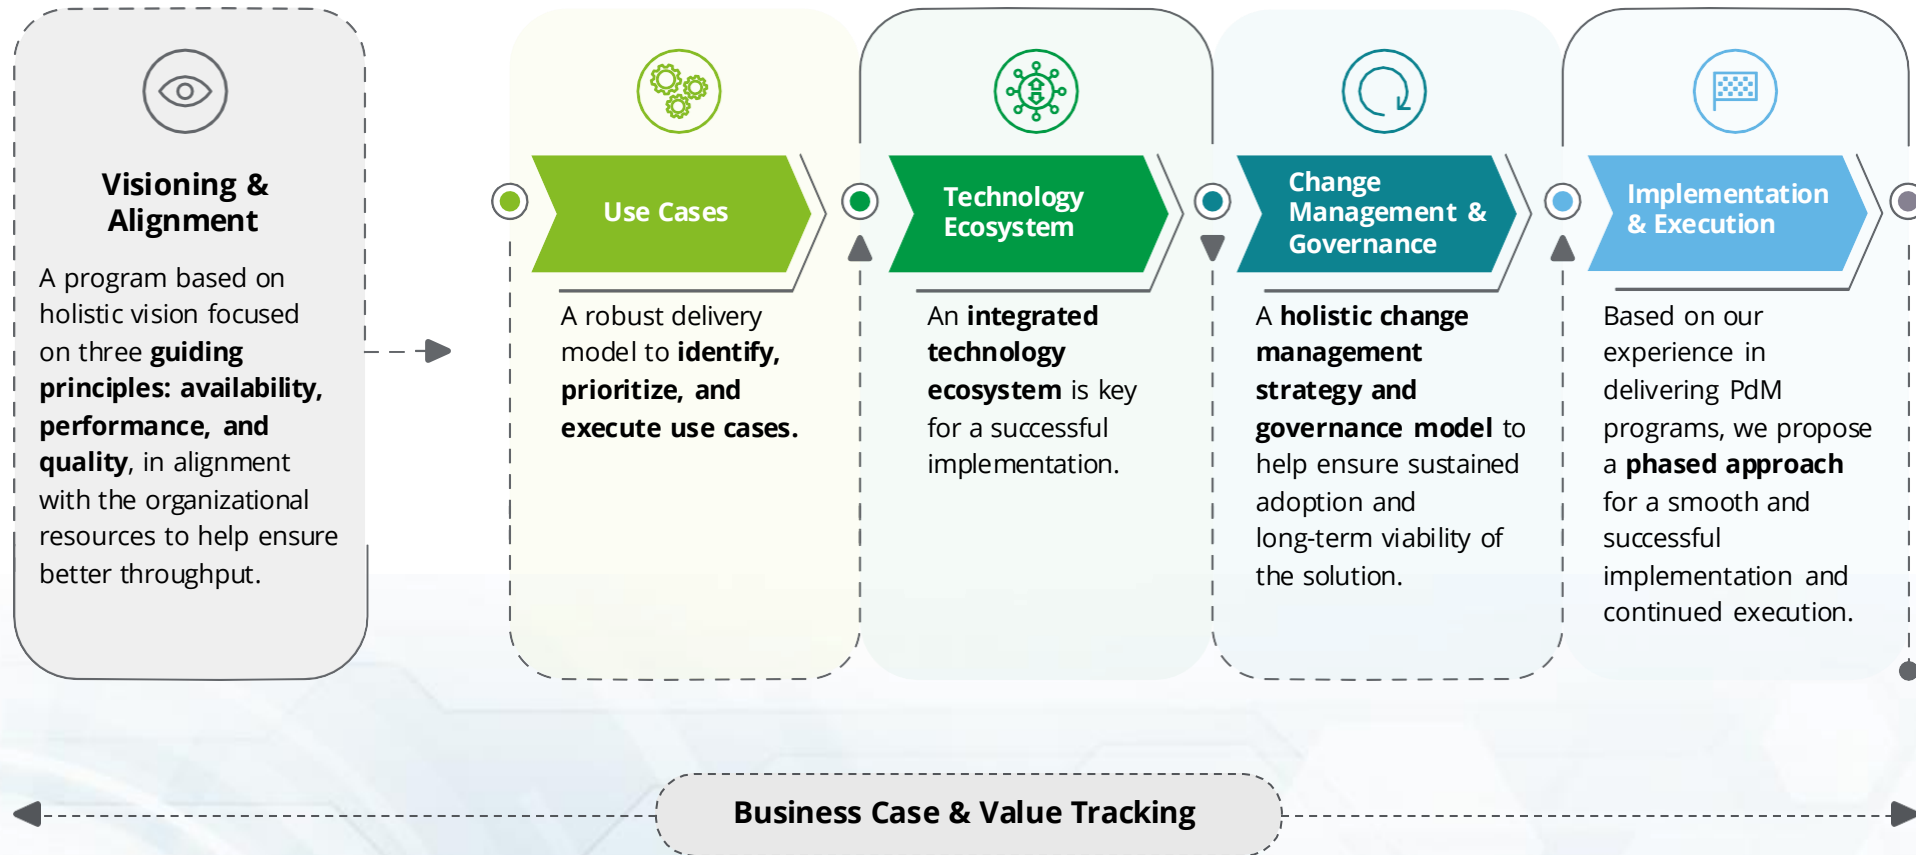 Visioning &
Alignment
A program based on
holistic vision focused
on three guiding
principles: availability,
performance, and
quality, in alignment
with the organizational
resources to help ensure
better throughput.
Use Cases
A robust delivery
model to identify,
prioritize, and
execute use cases.
Technology
Ecosystem
An integrated
technology
ecosystem is key
for a successful
implementation.
Change
Management &
Governance
A holistic change
management
strategy and
governance model to
help ensure sustained
adoption and
long-term viability of
the solution.
Implementation
& Execution
Based on our
experience in
delivering PdM
programs, we propose
a phased approach
for a smooth and
successful
implementation and
continued execution.
Business Case & Value Tracking